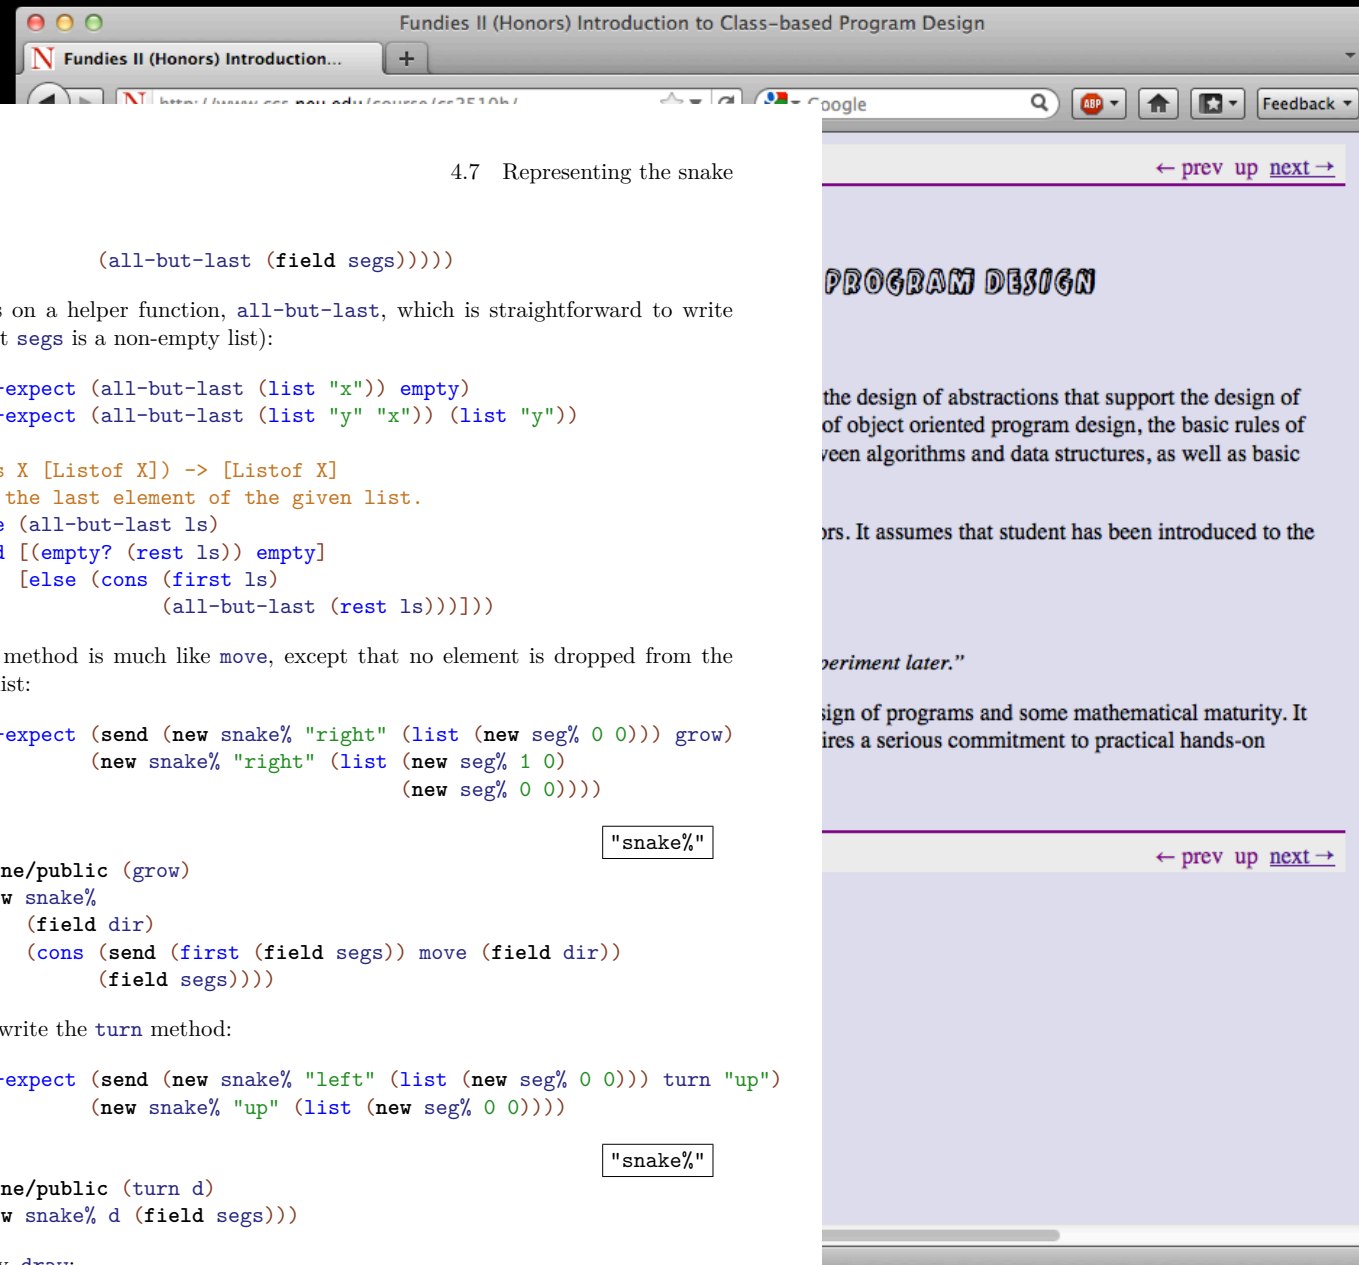 Fundies II (Honors) Introduction to Class-based Program Design
N Fundies II (Honors) Introduction... +
N http://www.ccs.neu.edu/course/cs2510h/ Google ABP Feedback
← prev up next →
PROGRAM DESIGN
the design of abstractions that support the design of
of object oriented program design, the basic rules of
algorithms and data structures, as well as basic
It assumes that student has been introduced to the
later.”
of programs and some mathematical maturity. It
a serious commitment to practical hands-on
← prev up next →
4.7 Representing the snake
(all-but-last (field segs)))))
on a helper function, all-but-last, which is straightforward to write
segs is a non-empty list):
-expect (all-but-last (list "x")) empty)
-expect (all-but-last (list "y" "x")) (list "y"))
X [Listof X]) -> [Listof X]
the last element of the given list.
(all-but-last ls)
[(empty? (rest ls)) empty]
[else (cons (first ls)
(all-but-last (rest ls)))]))
method is much like move, except that no element is dropped from the
ist:
-expect (send (new snake% "right" (list (new seg% 0 0))) grow)
(new snake% "right" (list (new seg% 1 0)
(new seg% 0 0))))
"snake%"
ne/public (grow)
w snake%
(field dir)
(cons (send (first (field segs)) move (field dir))
(field segs))))
write the turn method:
-expect (send (new snake% "left" (list (new seg% 0 0))) turn "up")
(new snake% "up" (list (new seg% 0 0))))
"snake%"
ne/public (turn d)
w snake% d (field segs)))
draw: